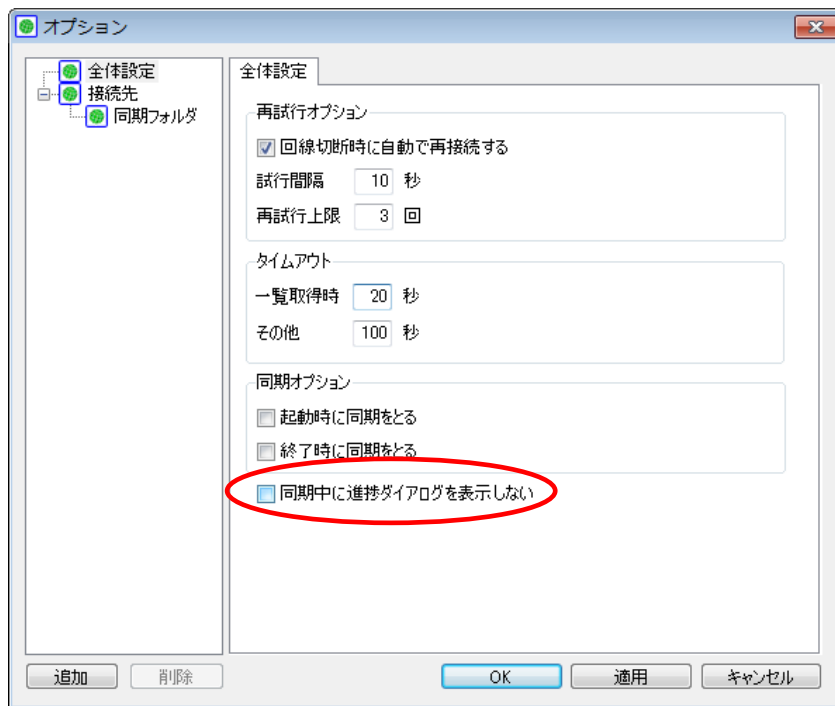 オプション
全体設定
接続先
同期フォルダ
全体設定
再試行オプション
回線切断時に自動で再接続する
試行間隔 10 秒
再試行上限 3 回
タイムアウト
一覧取得時 20 秒
その他 100 秒
同期オプション
起動時に同期をとる
終了時に同期をとる
同期中に進捗ダイアログを表示しない
追加 削除 OK 適用 キャンセル